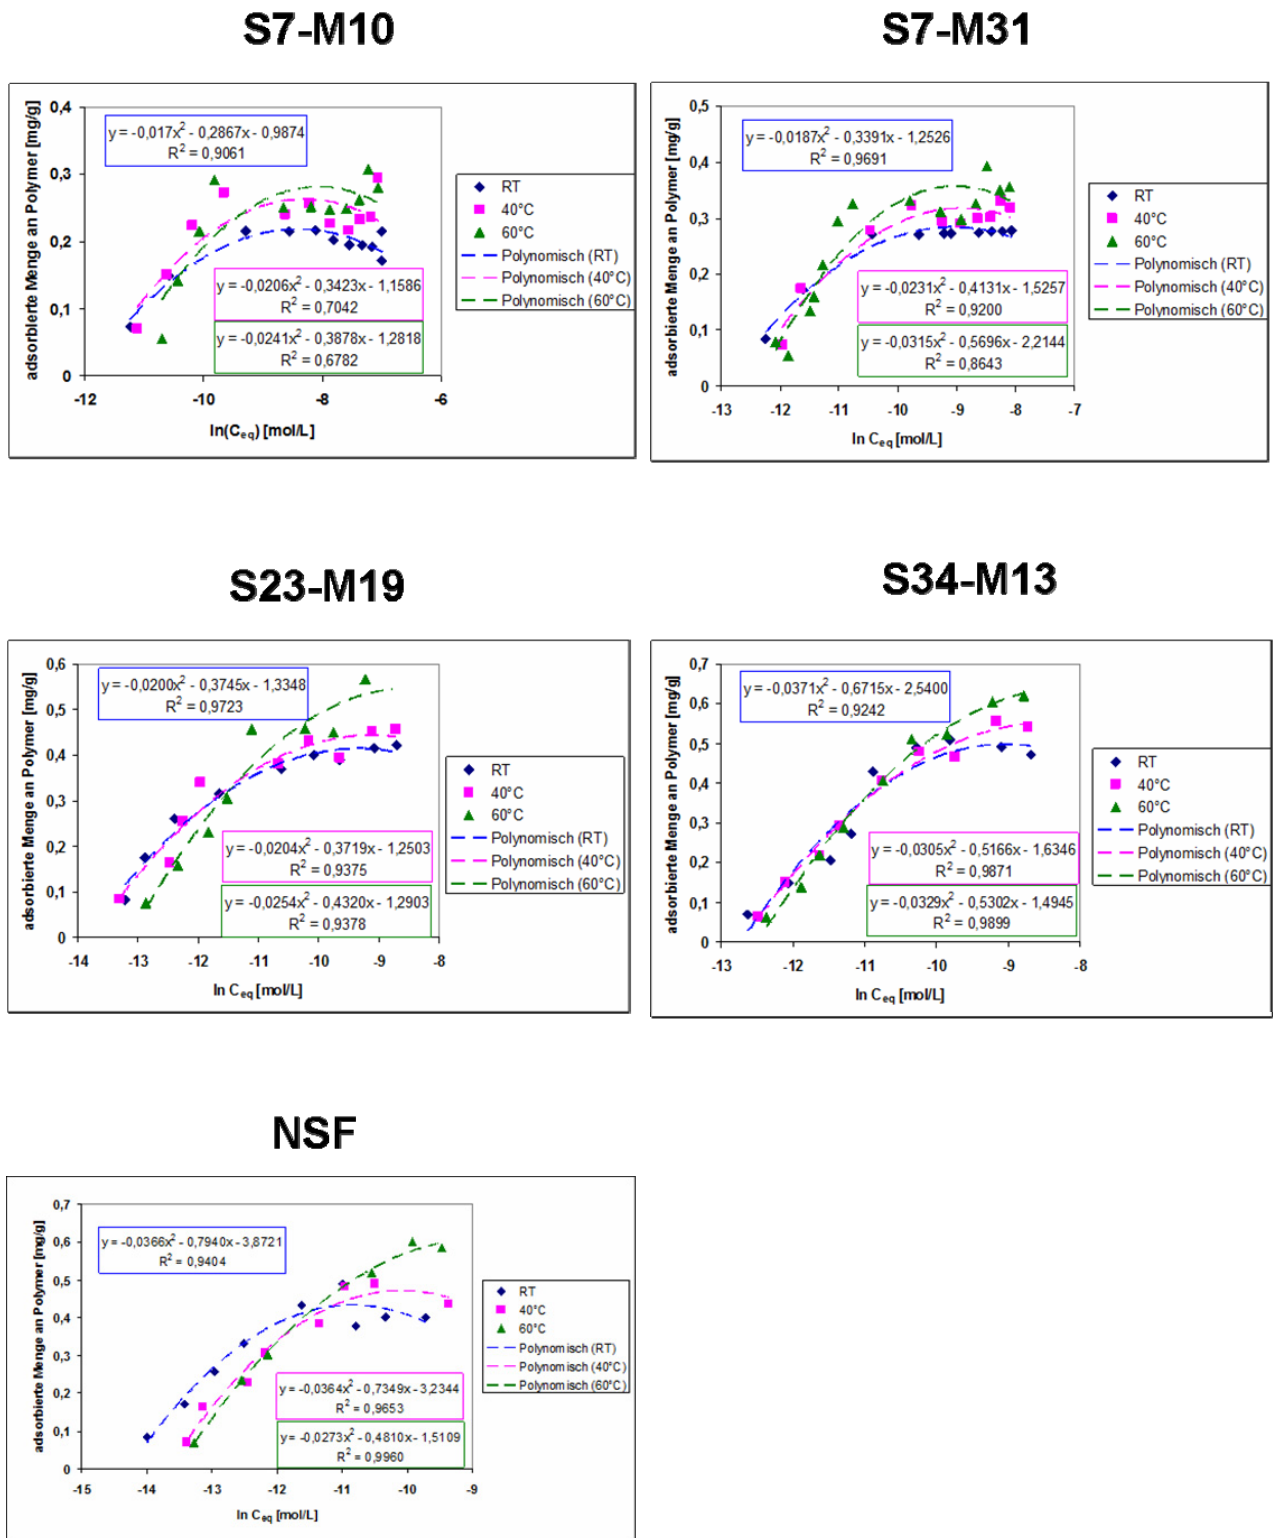 S7-M10
adsorbierte Menge an Polymer [mg/g]
0,4
0,3
0,2
0,1
0
y = -0,017x² - 0,2867x - 0,9874
R² = 0,9061
y = -0,0206x² - 0,3423x - 1,1586
R² = 0,7042
y = -0,0241x² - 0,3878x - 1,2818
R² = 0,6782
-12 -10 -8 -6
ln(Ceq) [mol/L]
RT
40°C
60°C
Polynomisch (RT)
Polynomisch (40°C)
Polynomisch (60°C)
S7-M31
adsorbierte Menge an Polymer [mg/g]
0,5
0,4
0,3
0,2
0,1
0
y = -0,0187x² - 0,3391x - 1,2526
R² = 0,9691
y = -0,0231x² - 0,4131x - 1,5257
R² = 0,9200
y = -0,0315x² - 0,5696x - 2,2144
R² = 0,8643
-13 -12 -11 -10 -9 -8 -7
ln Ceq [mol/L]
RT
40°C
60°C
Polynomisch (RT)
Polynomisch (40°C)
Polynomisch (60°C)
S23-M19
adsorbierte Menge an Polymer [mg/g]
0,6
0,5
0,4
0,3
0,2
0,1
0
y = -0,0200x² - 0,3745x - 1,3348
R² = 0,9723
y = -0,0204x² - 0,3719x - 1,2503
R² = 0,9375
y = -0,0254x² - 0,4320x - 1,2903
R² = 0,9378
-14 -13 -12 -11 -10 -9 -8
ln Ceq [mol/L]
RT
40°C
60°C
Polynomisch (RT)
Polynomisch (40°C)
Polynomisch (60°C)
S34-M13
adsorbierte Menge an Polymer [mg/g]
0,7
0,6
0,5
0,4
0,3
0,2
0,1
0
y = -0,0371x² - 0,6715x - 2,5400
R² = 0,9242
y = -0,0305x² - 0,5166x - 1,6346
R² = 0,9871
y = -0,0329x² - 0,5302x - 1,4945
R² = 0,9899
-13 -12 -11 -10 -9 -8
ln Ceq [mol/L]
RT
40°C
60°C
Polynomisch (RT)
Polynomisch (40°C)
Polynomisch (60°C)
NSF
adsorbierte Menge an Polymer [mg/g]
0,7
0,6
0,5
0,4
0,3
0,2
0,1
0
y = -0,0366x² - 0,7940x - 3,8721
R² = 0,9404
y = -0,0364x² - 0,7349x - 3,2344
R² = 0,9653
y = -0,0273x² - 0,4810x - 1,5109
R² = 0,9960
-15 -14 -13 -12 -11 -10 -9
ln Ceq [mol/L]
RT
40°C
60°C
Polynomisch (RT)
Polynomisch (40°C)
Polynomisch (60°C)